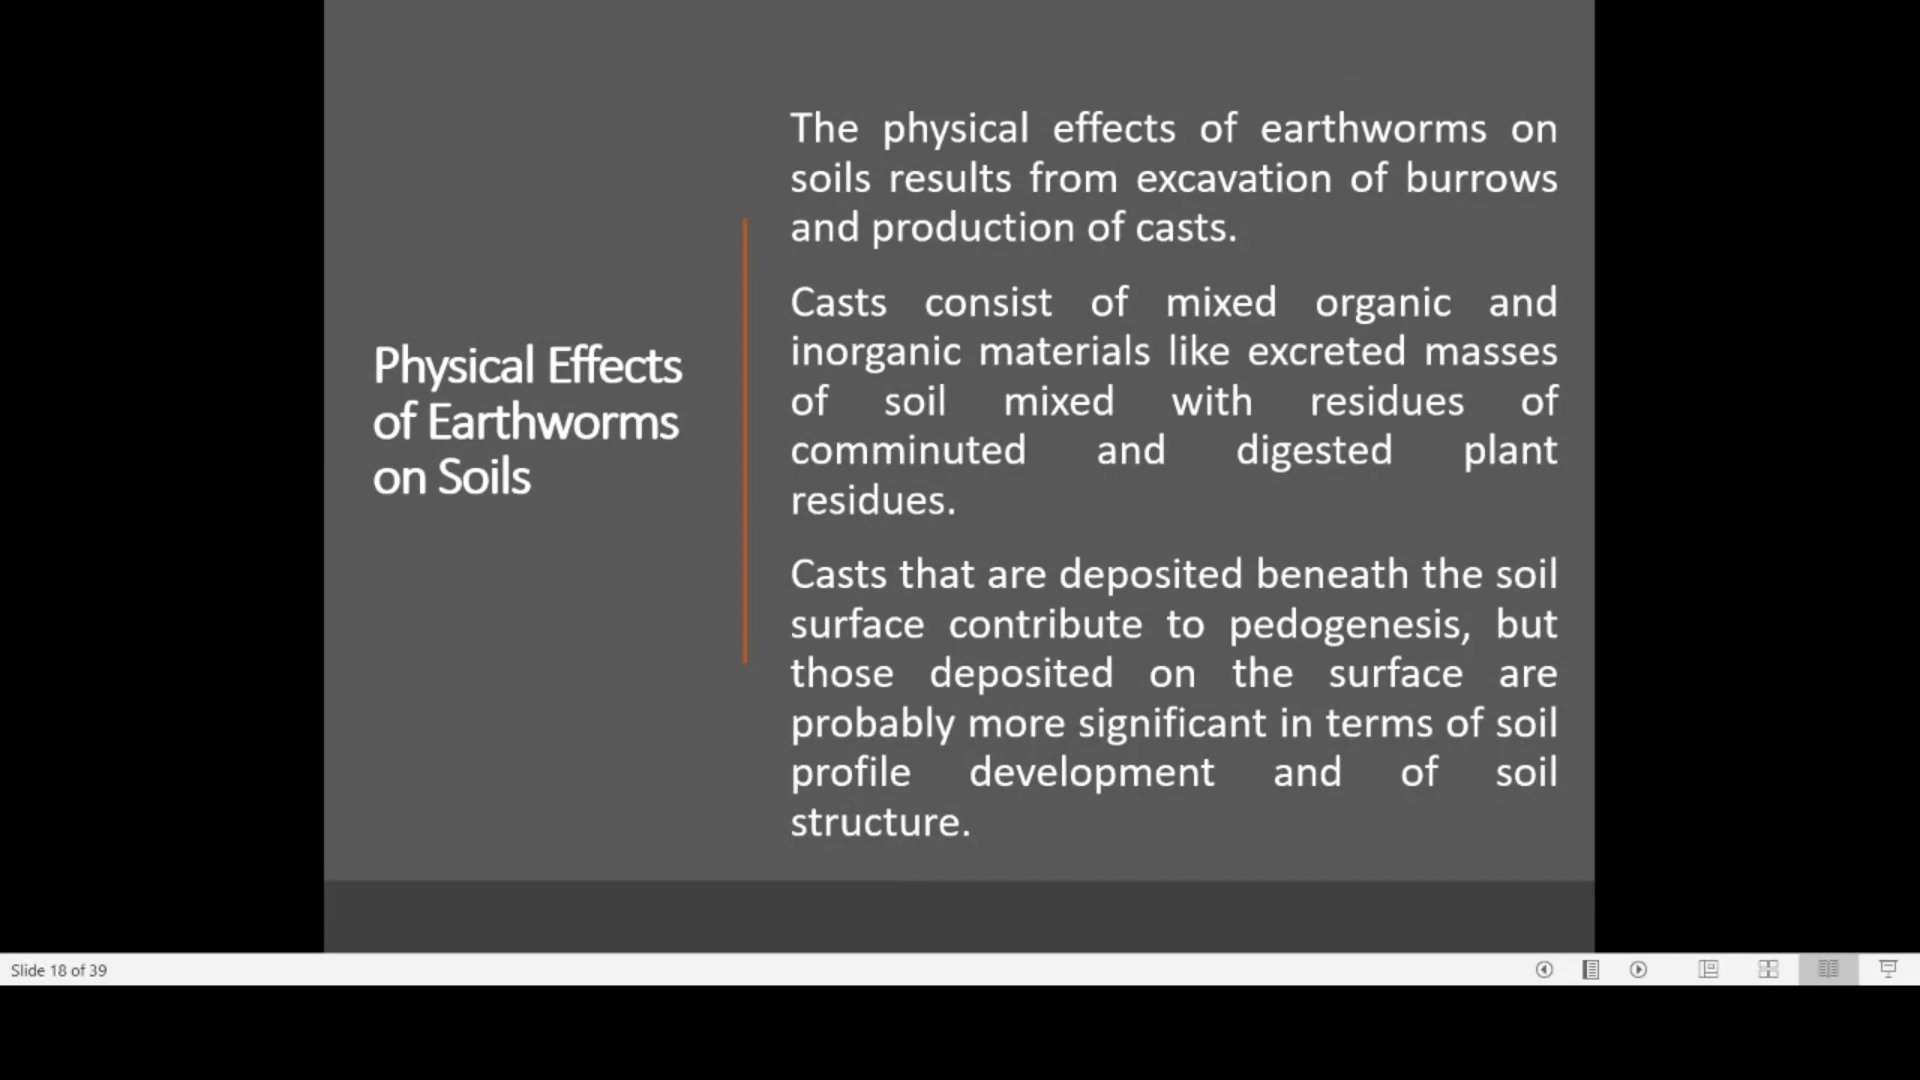 Physical Effects
of Earthworms
on Soils
The physical effects of earthworms on
soils results from excavation of burrows
and production of casts.
Casts consist of mixed organic and
inorganic materials like excreted masses
of soil mixed with residues of
comminuted and digested plant
residues.
Casts that are deposited beneath the soil
surface contribute to pedogenesis, but
those deposited on the surface are
probably more significant in terms of soil
profile development and of soil
structure.
Slide 18 of 39